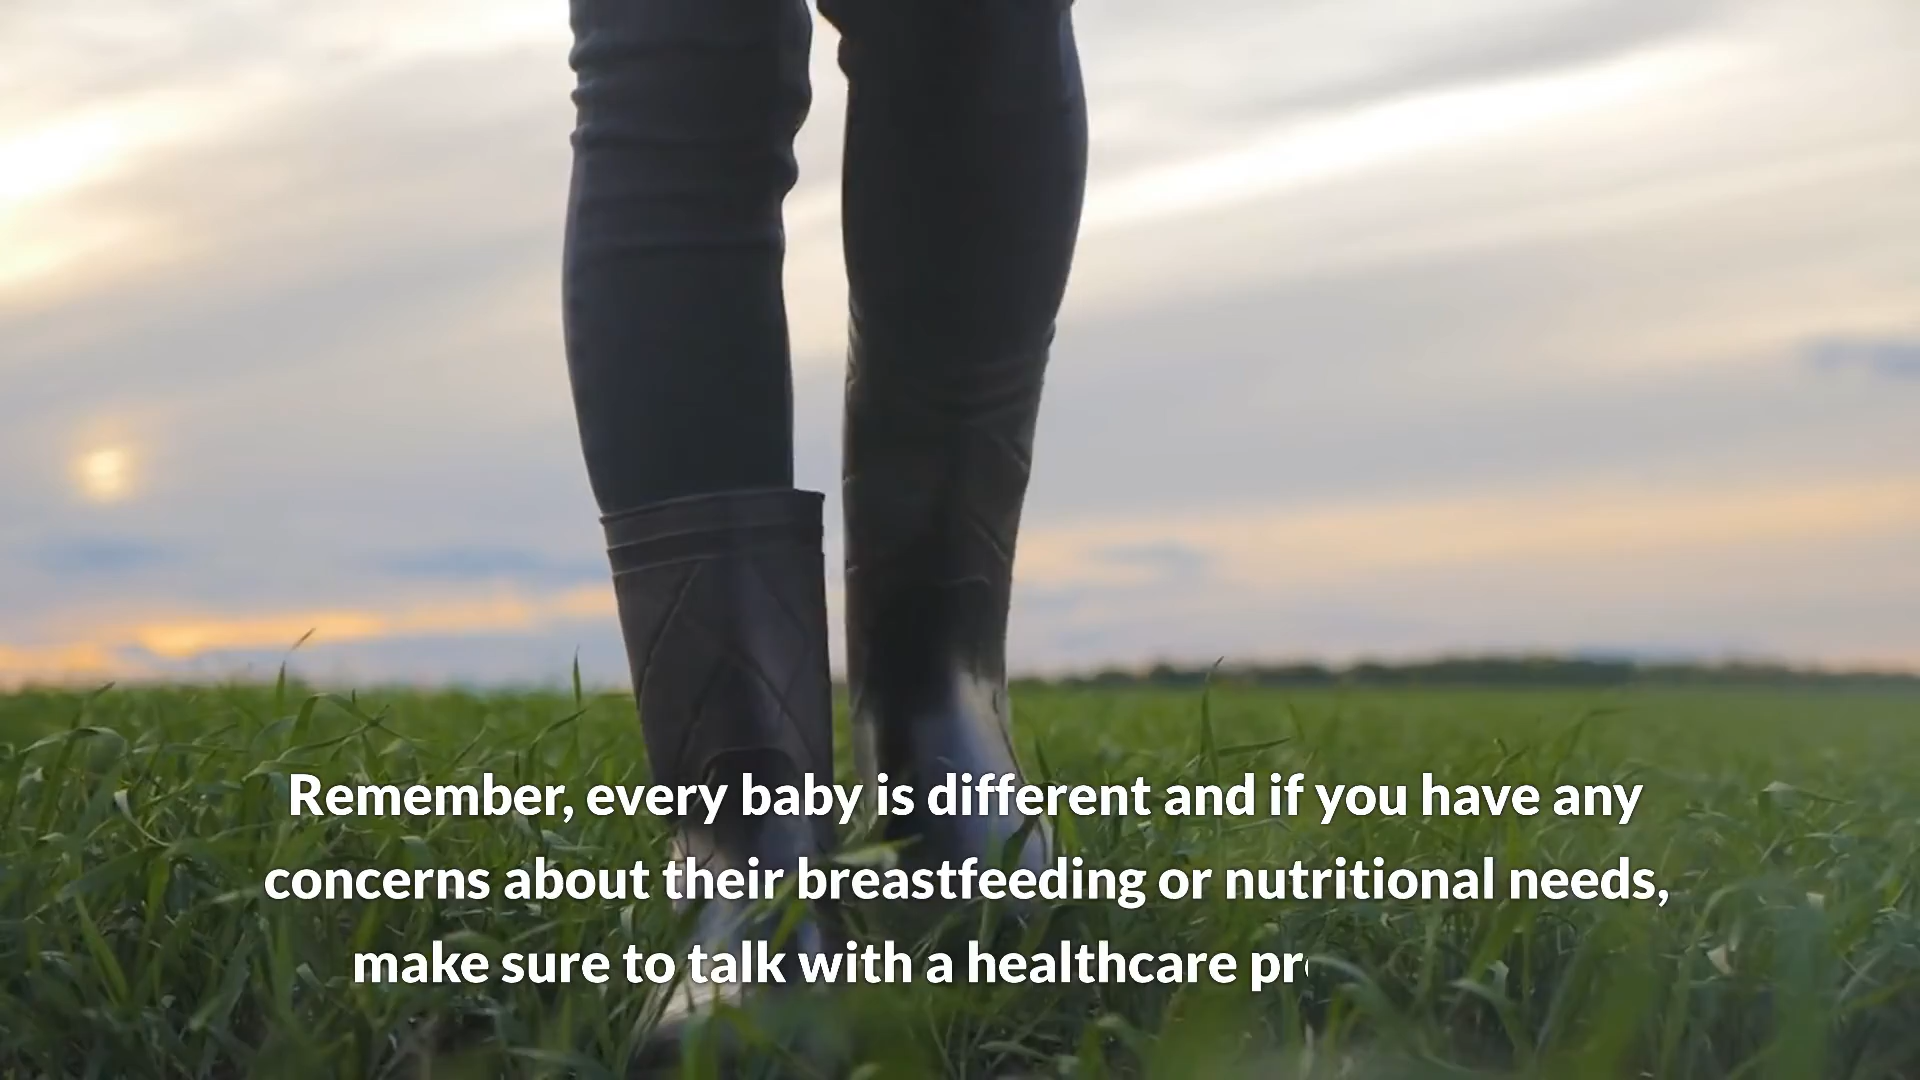 Remember, every baby is different and if you have any
concerns about their breastfeeding or nutritional needs,
make sure to talk with a healthcare